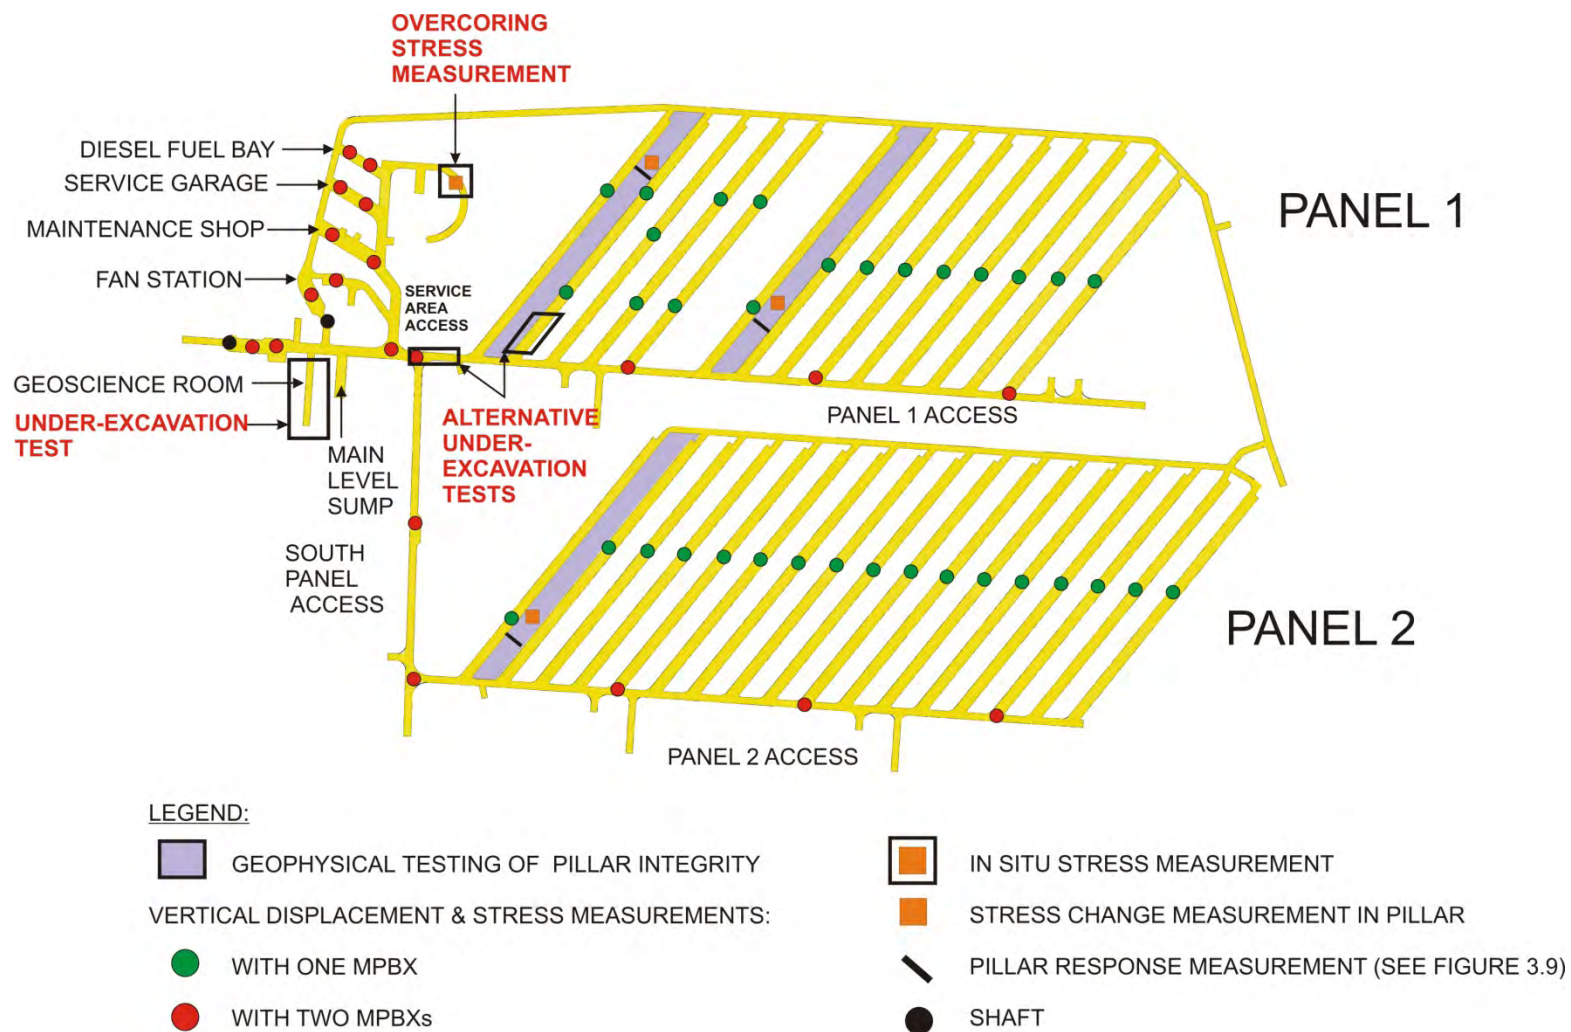 OVERCORING
STRESS
MEASUREMENT
DIESEL FUEL BAY
SERVICE GARAGE
MAINTENANCE SHOP
FAN STATION
SERVICE
AREA
ACCESS
PANEL 1
GEOSCIENCE ROOM
UNDER-EXCAVATION
TEST
MAIN
LEVEL
SUMP
ALTERNATIVE
UNDER-
EXCAVATION
TESTS
PANEL 1 ACCESS
SOUTH
PANEL
ACCESS
PANEL 2
PANEL 2 ACCESS
LEGEND:
GEOPHYSICAL TESTING OF PILLAR INTEGRITY
VERTICAL DISPLACEMENT & STRESS MEASUREMENTS:
WITH ONE MPBX
WITH TWO MPBXs
IN SITU STRESS MEASUREMENT
STRESS CHANGE MEASUREMENT IN PILLAR
PILLAR RESPONSE MEASUREMENT (SEE FIGURE 3.9)
SHAFT